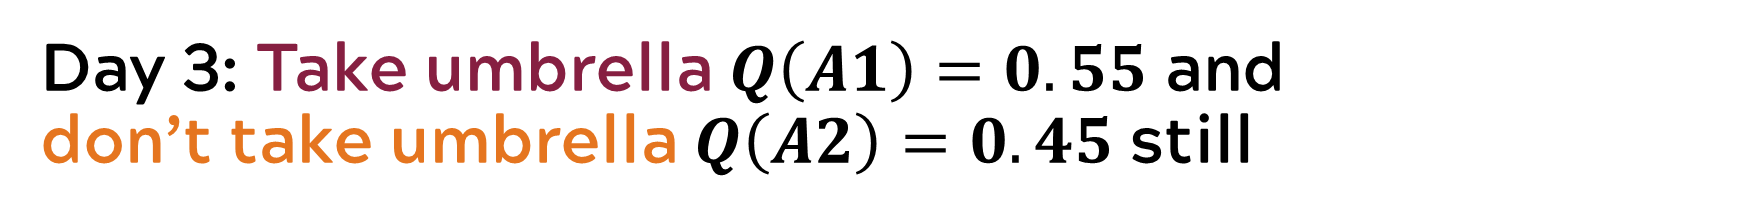 Day 3: Take umbrella Q(A1) = 0.55 and
don’t take umbrella Q(A2) = 0.45 still